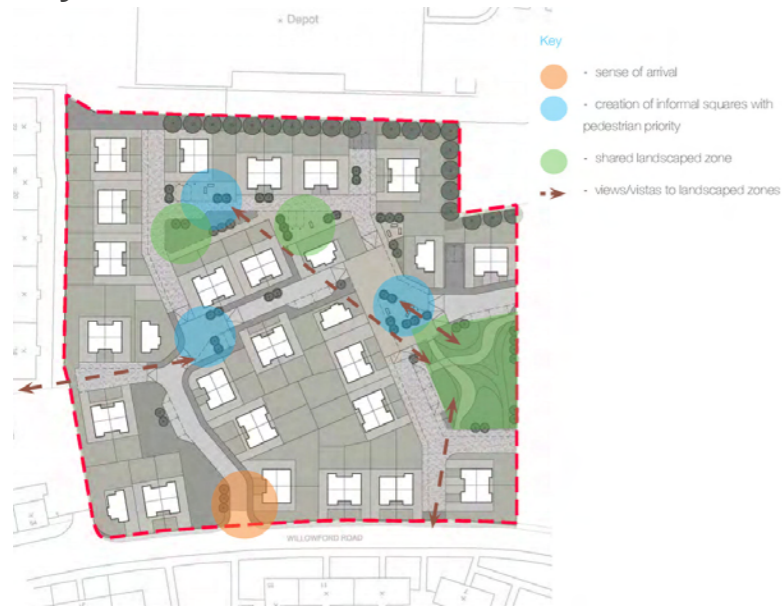 Depot
Key
- sense of arrival
- creation of informal squares with
pedestrian priority
- shared landscaped zone
- views/vistas to landscaped zones
WILLOWFORD ROAD